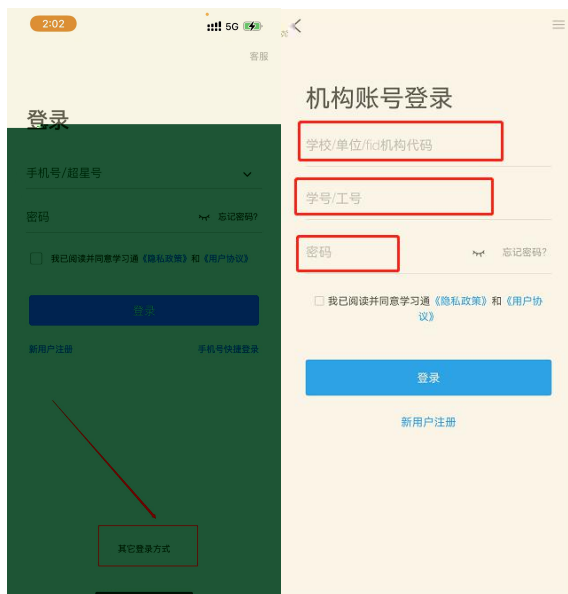 2:02
5G
客服
登录
手机号/超星号
密码
忘记密码?
我已阅读并同意学习通《隐私政策》和《用户协议》
登录
新用户注册
手机号快捷登录
其它登录方式
机构账号登录
学校/单位/fid机构代码
学号/工号
密码
忘记密码?
我已阅读并同意学习通《隐私政策》和《用户协
议》
登录
新用户注册